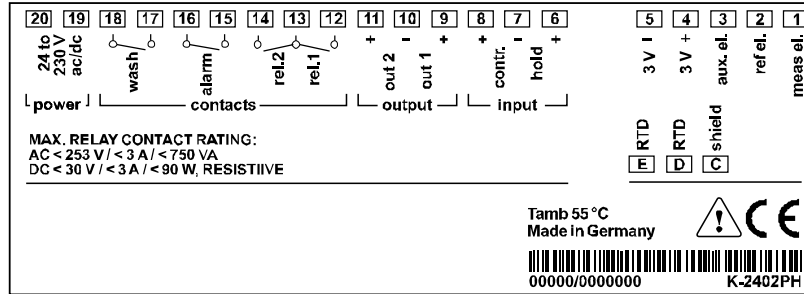 20 19 18 17 16 15 14 13 12 11 10 9 8 7 6 5 4 3 2 1
+ − + + − + − +
24 to
230 V
ac/dc
wash
alarm
rel.2
rel.1
out 2
out 1
contr.
hold
3 V
3 V
aux. el.
ref el.
meas el.
power
contacts
output
input
RTD
RTD
shield
E D C
MAX. RELAY CONTACT RATING:
AC < 253 V / < 3 A / < 750 VA
DC < 30 V / < 3 A / < 90 W, RESISTIIVE
Tamb 55 °C
Made in Germany
CE
00000/0000000
K-2402PH